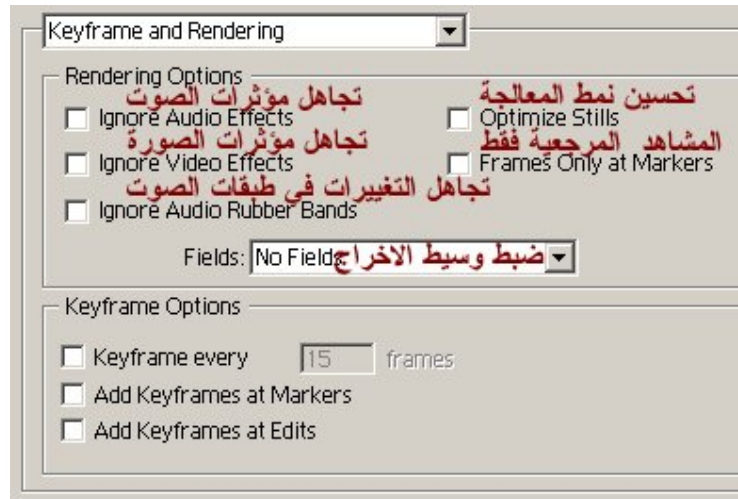 Keyframe and Rendering
Rendering Options
تجاهل مؤثرات الصوت
تحسين نمط المعالجة
Ignore Audio Effects
Optimize Stills
تجاهل مؤثرات الصورة
المشاهد المرجعية فقط
Ignore Video Effects
Frames Only at Markers
تجاهل التغييرات في طبقات الصوت
Ignore Audio Rubber Bands
Fields: No Fields ضبط وسيط الاخراج
Keyframe Options
Keyframe every 15 frames
Add Keyframes at Markers
Add Keyframes at Edits